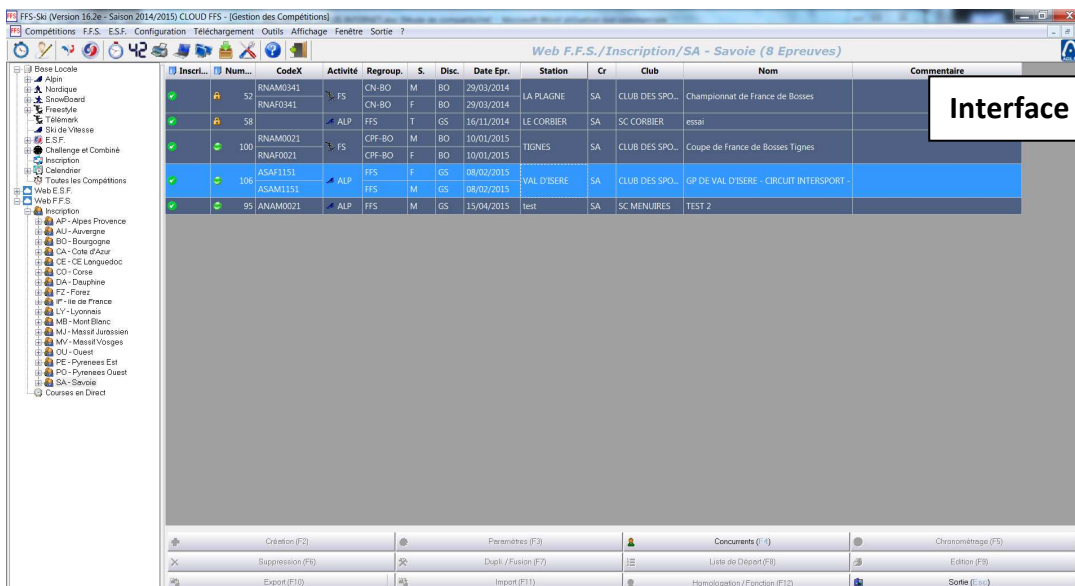 FFS FFS-Ski (Version 16.2e - Saison 2014/2015) CLOUD FFS - [Gestion des Compétitions]
FFS Compétitions F.F.S. E.S.F. Configuration Téléchargement Outils Affichage Fenêtre Sortie ?
Web F.F.S./Inscription/SA - Savoie (8 Epreuves)
Base Locale
Alpin
Nordique
SnowBoard
Freestyle
Télémark
Ski de Vitesse
E.S.F.
Challenge et Combiné
Inscription
Calendrier
Toutes les Compétitions
Web E.S.F.
Web F.F.S.
Inscription
AP - Alpes Provence
AU - Auvergne
BO - Bourgogne
CA - Cote d'Azur
CE - CE Languedoc
CO - Corse
DA - Dauphine
FZ - Forez
IF - Ile de France
LY - Lyonnais
MB - Mont Blanc
MJ - Massif Jurassien
MV - Massif Vosges
OU - Ouest
PE - Pyrenees Est
PO - Pyrenees Ouest
SA - Savoie
Courses en Direct
Inscri... Num... CodeX Activité Regroup. S. Disc. Date Epr. Station Cr Club Nom Commentaire
52 RNAM0341 FS CN-BO M BO 29/03/2014 LA PLAGNE SA CLUB DES SPO... Championnat de France de Bosses
RNAF0341 CN-BO F BO 29/03/2014
58 ALP FFS T GS 16/11/2014 LE CORBIER SA SC CORBIER essai
100 RNAM0021 FS CPF-BO M BO 10/01/2015 TIGNES SA CLUB DES SPO... Coupe de France de Bosses Tignes
RNAF0021 CPF-BO F BO 10/01/2015
106 ASAF1151 ALP FFS F GS 08/02/2015 VAL D'ISERE SA CLUB DES SPO... GP DE VAL D'ISERE - CIRCUIT INTERSPORT -
ASAM1151 FFS M GS 08/02/2015
95 ANAM0021 ALP FFS M GS 15/04/2015 test SA SC MENUIRES TEST 2
Interface
Création (F2) Paramètres (F3) Concurrents (F4) Chronométrage (F5)
Suppression (F6) Dupli. / Fusion (F7) Liste de Départ (F8) Edition (F9)
Export (F10) Import (F11) Homologation / Fonction (F12) Sortie (Esc)